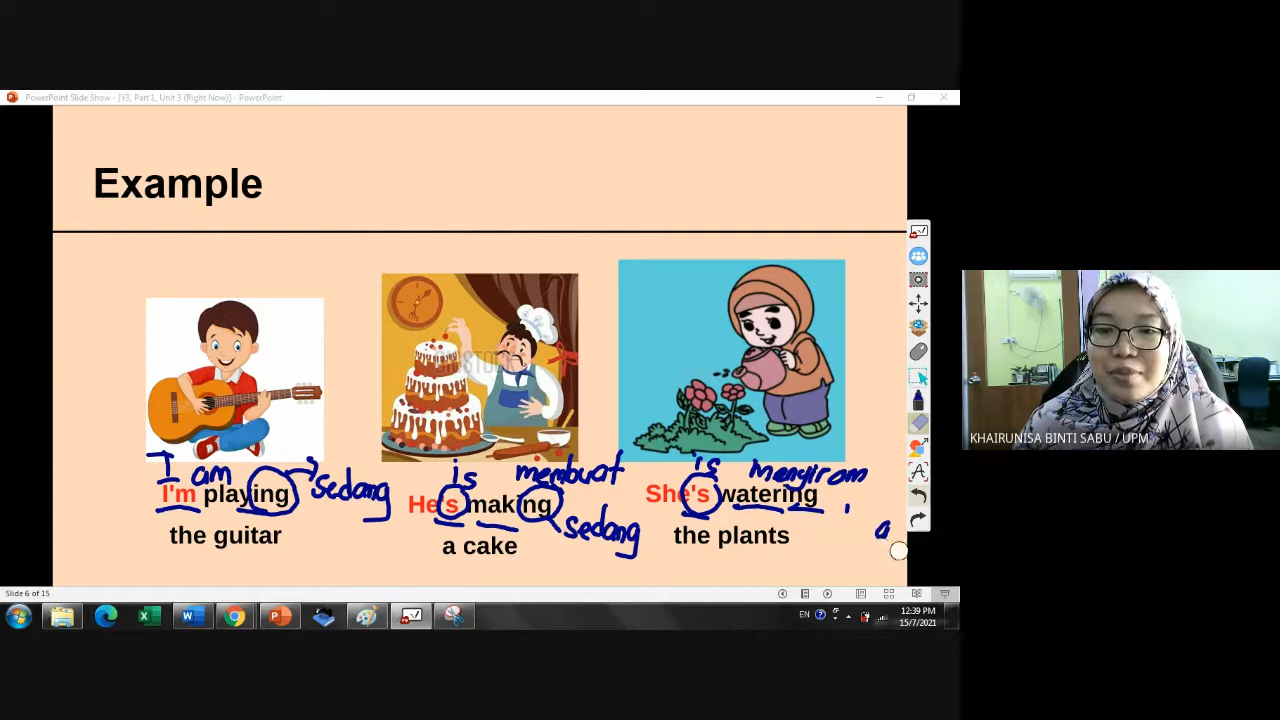 PowerPoint Slide Show - [Y3, Part 1, Unit 3 (Right Now)] - PowerPoint
Example
I am
sedang
I'm playing
the guitar
is membuat
He's making
sedang
a cake
is mengiram
She's watering
the plants
a
KHAIRUNISA BINTI SABU / UPM
Slide 6 of 15
EN
12:39 PM
15/7/2021